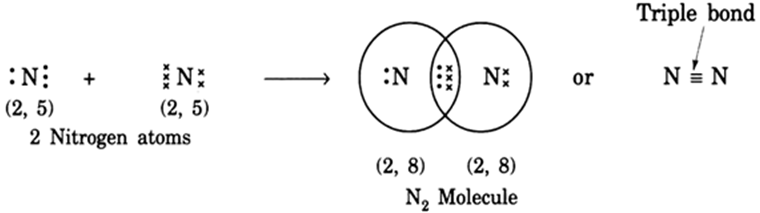 Triple bond
:N⋮ + ×××N×× ⟶ :N ⋮××× N×× or N ≡ N
(2, 5) (2, 5)
2 Nitrogen atoms
(2, 8) (2, 8)
N₂ Molecule